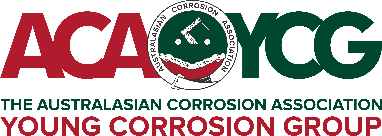 ACA YCG
AUSTRALASIAN CORROSION ASSOCIATION
THE AUSTRALASIAN CORROSION ASSOCIATION
YOUNG CORROSION GROUP